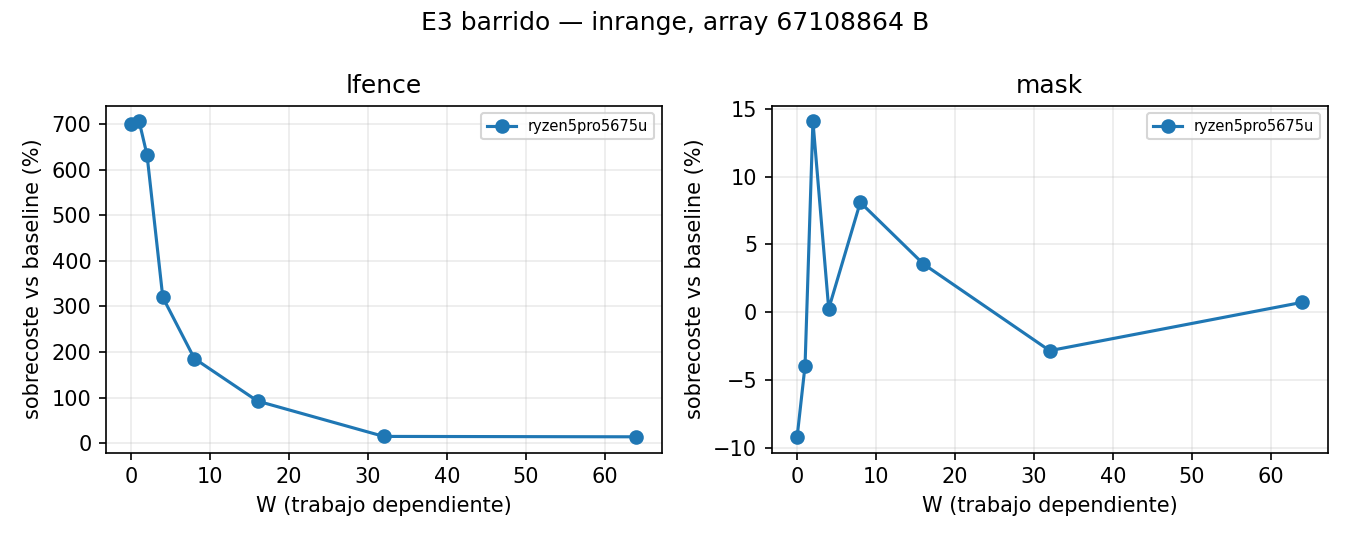 E3 barrido — inrange, array 67108864 B
lfence
sobrecoste vs baseline (%)
700
600
500
400
300
200
100
0
0 10 20 30 40 50 60
W (trabajo dependiente)
ryzen5pro5675u
mask
sobrecoste vs baseline (%)
15
10
5
0
−5
−10
0 10 20 30 40 50 60
W (trabajo dependiente)
ryzen5pro5675u